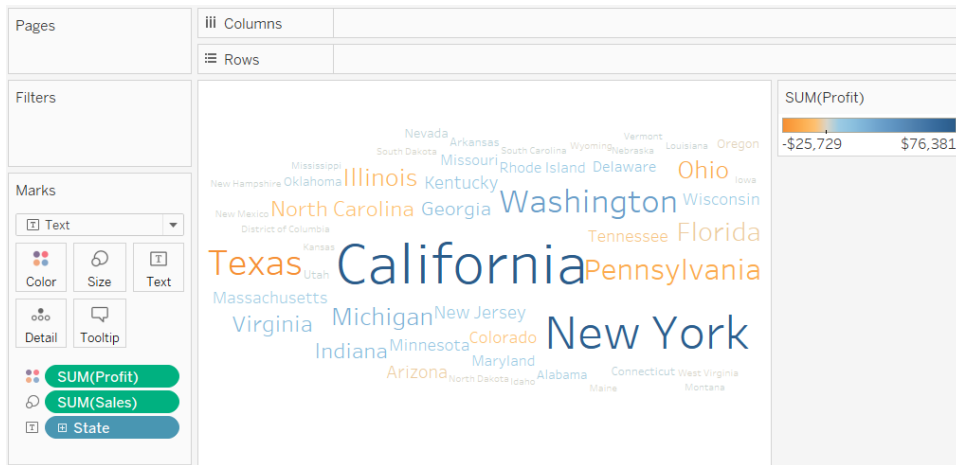 Pages
Columns
Rows
Filters
Marks
Text
Color
Size
Text
Detail
Tooltip
SUM(Profit)
SUM(Sales)
State
Nevada
Arkansas
Vermont
South Dakota
South Carolina
Wyoming
Nebraska
Louisiana
Oregon
Mississippi
Missouri
Rhode Island
Delaware
Ohio
Iowa
New Hampshire
Oklahoma
Illinois
Kentucky
Washington
Wisconsin
New Mexico
North Carolina
Georgia
District of Columbia
Tennessee
Florida
Kansas
Texas
Utah
California
Pennsylvania
Massachusetts
Virginia
Michigan
New Jersey
New York
Indiana
Minnesota
Colorado
Maryland
Arizona
North Dakota
Idaho
Alabama
Connecticut
West Virginia
Maine
Montana
SUM(Profit)
-$25,729
$76,381